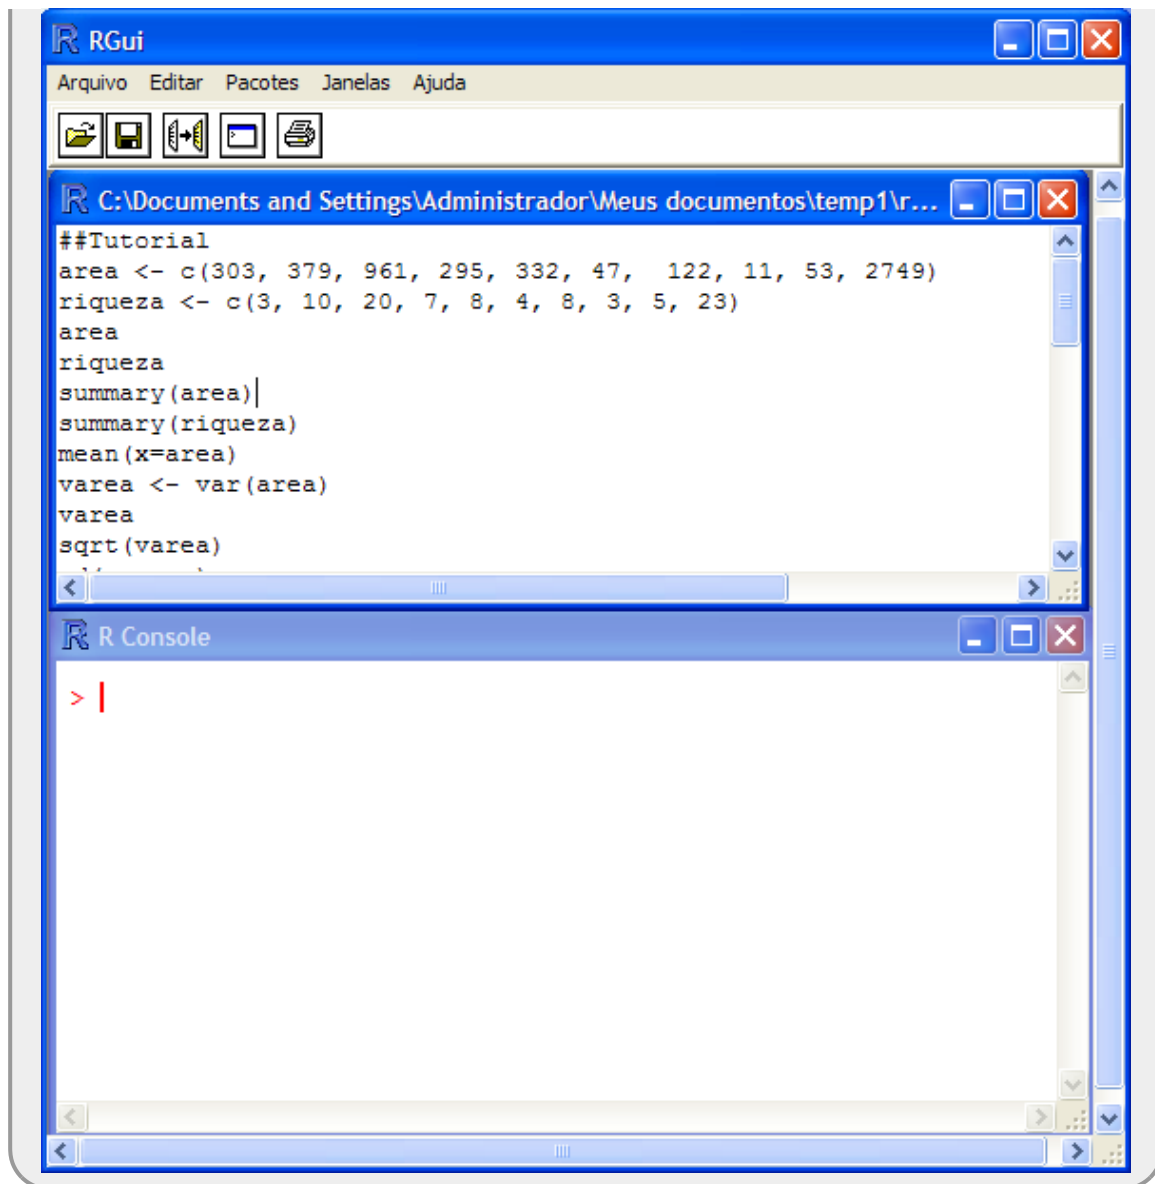 RGui
Arquivo Editar Pacotes Janelas Ajuda
C:\Documents and Settings\Administrador\Meus documentos\temp1\r...
##Tutorial
area <- c(303, 379, 961, 295, 332, 47,  122, 11, 53, 2749)
riqueza <- c(3, 10, 20, 7, 8, 4, 8, 3, 5, 23)
area
riqueza
summary(area)
summary(riqueza)
mean(x=area)
varea <- var(area)
varea
sqrt(varea)
R Console
>